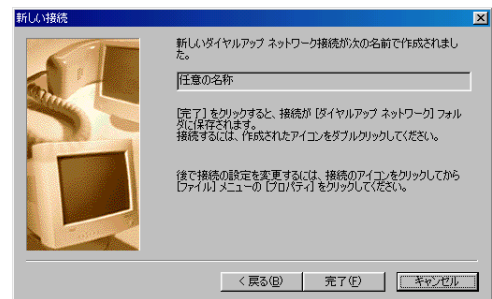 新しい接続
新しいダイヤルアップ ネットワーク接続が次の名前で作成されまし
た。
任意の名称
[完了] をクリックすると、接続が [ダイヤルアップ ネットワーク] フォル
ダに保存されます。
接続するには、作成されたアイコンをダブルクリックしてください。
後で接続の設定を変更するには、接続のアイコンをクリックしてから
[ファイル] メニューの [プロパティ] をクリックしてください。
< 戻る(B)
完了(F)
キャンセル